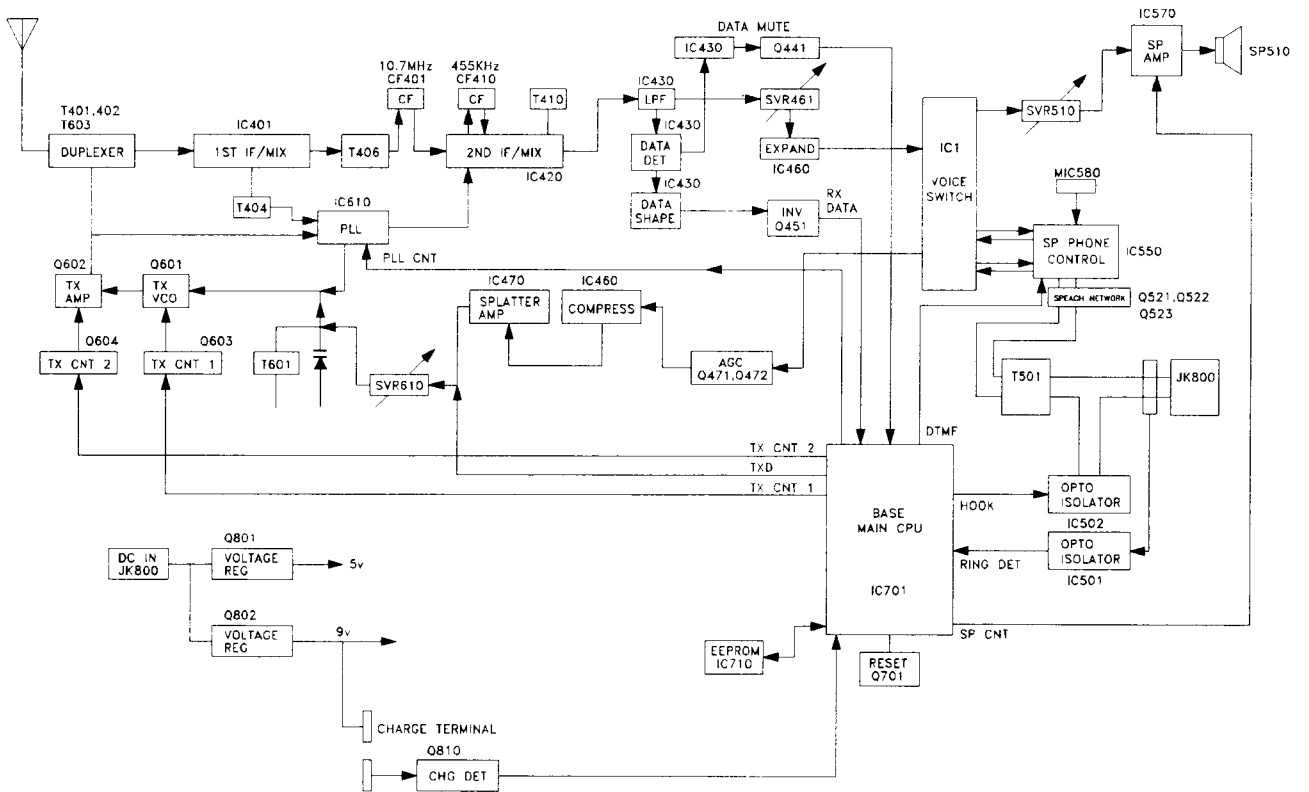 IC570
DATA MUTE
SP
AMP
SP510
10.7MHz
CF401
455KHz
CF410
IC430
Q441
CF
CF
T410
IC430
LPF
SVR461
SVR510
T401,402
T603
IC401
IC430
DUPLEXER
1ST IF/MIX
T406
2ND IF/MIX
IC420
DATA
DET
EXPAND
IC460
IC1
VOICE
SWITCH
MIC580
IC430
DATA
SHAPE
INV
Q451
RX
DATA
T404
IC610
PLL
SP PHONE
CONTROL
IC550
PLL CNT
Q602
TX
AMP
Q601
TX
VCO
IC470
SPLATTER
AMP
IC460
COMPRESS
SPEACH NETWORK
Q521,Q522
Q523
Q604
TX CNT 2
Q603
TX CNT 1
T601
SVR610
AGC
Q471,Q472
T501
JK800
DTMF
TX CNT 2
TXD
TX CNT 1
BASE
MAIN CPU
IC701
HOOK
OPTO
ISOLATOR
IC502
RING DET
OPTO
ISOLATOR
IC501
SP CNT
DC IN
JK800
Q801
VOLTAGE
REG
5v
Q802
VOLTAGE
REG
9v
EEPROM
IC710
RESET
Q701
CHARGE TERMINAL
Q810
CHG DET